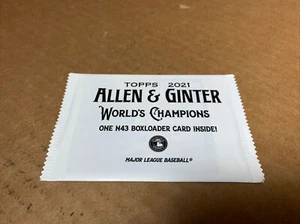 TOPPS 2021
ALLEN & GINTER
WORLD'S CHAMPIONS
ONE N43 BOXLOADER CARD INSIDE!
MAJOR LEAGUE BASEBALL®